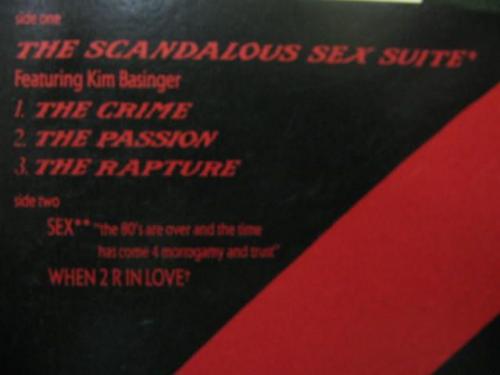 side one
THE SCANDALOUS SEX SUITE*
Featuring Kim Basinger
1. THE CRIME
2. THE PASSION
3. THE RAPTURE
side two
SEX** "the 80's are over and the time
has come 4 monogamy and trust"
WHEN 2 R IN LOVE†